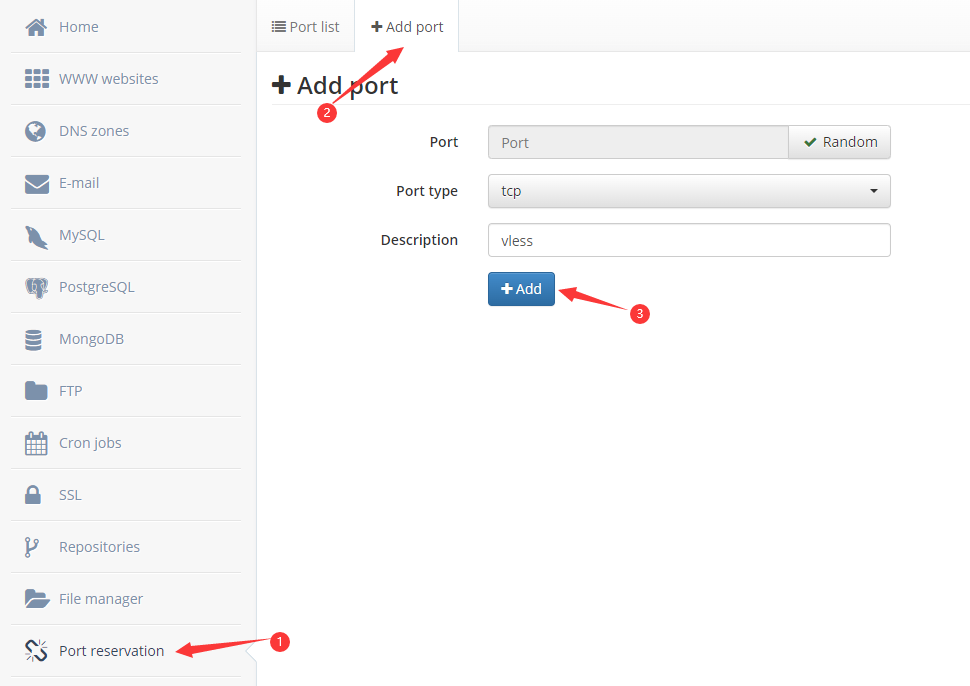 Home
WWW websites
DNS zones
E-mail
MySQL
PostgreSQL
MongoDB
FTP
Cron jobs
SSL
Repositories
File manager
Port reservation
1
Port list
Add port
2
Add port
Port
Port
Random
Port type
tcp
Description
vless
Add
3